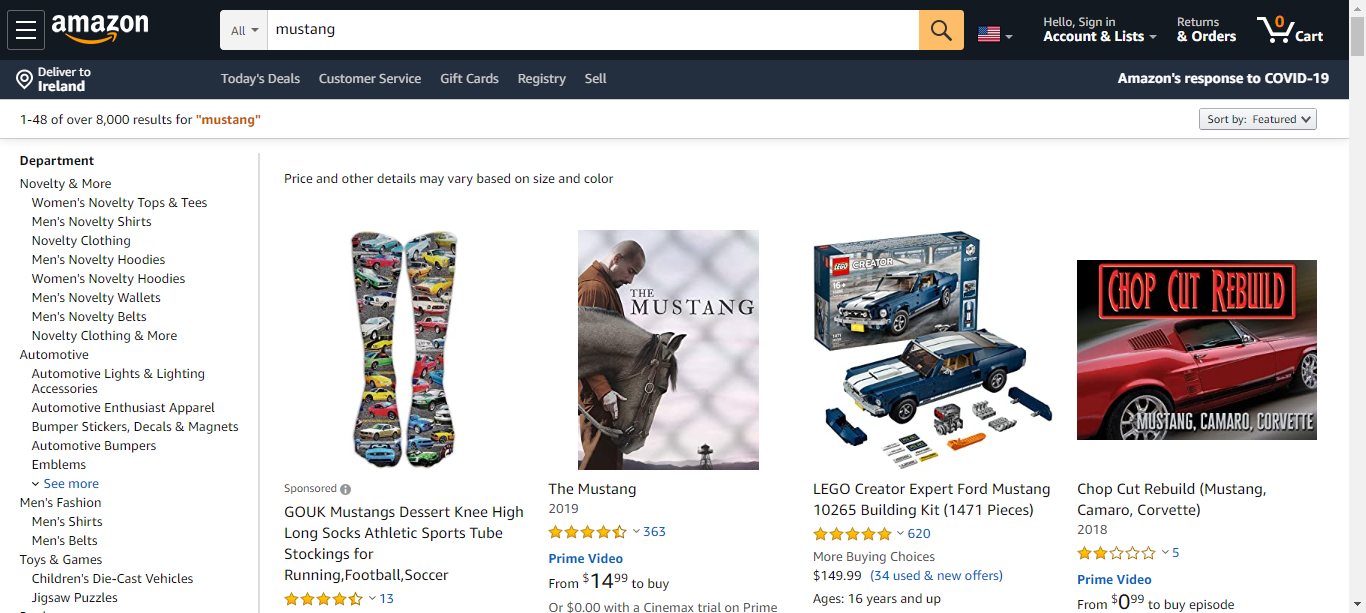 amazon
All
mustang
Hello, Sign in
Account & Lists
Returns
& Orders
0
Cart
Deliver to
Ireland
Today's Deals
Customer Service
Gift Cards
Registry
Sell
Amazon's response to COVID-19
1-48 of over 8,000 results for "mustang"
Sort by: Featured
Department
Novelty & More
Women's Novelty Tops & Tees
Men's Novelty Shirts
Novelty Clothing
Men's Novelty Hoodies
Women's Novelty Hoodies
Men's Novelty Wallets
Men's Novelty Belts
Novelty Clothing & More
Automotive
Automotive Lights & Lighting
Accessories
Automotive Enthusiast Apparel
Bumper Stickers, Decals & Magnets
Automotive Bumpers
Emblems
See more
Men's Fashion
Men's Shirts
Men's Belts
Toys & Games
Children's Die-Cast Vehicles
Jigsaw Puzzles
Price and other details may vary based on size and color
Sponsored
GOUK Mustangs Dessert Knee High
Long Socks Athletic Sports Tube
Stockings for
Running,Football,Soccer
13
THE
MUSTANG
The Mustang
2019
363
Prime Video
From $14.99 to buy
Or $0.00 with a Cinemax trial on Prime
LEGO
CREATOR
EXPERT
16+
LEGO Creator Expert Ford Mustang
10265 Building Kit (1471 Pieces)
620
More Buying Choices
$149.99 (34 used & new offers)
Ages: 16 years and up
CHOP CUT REBUILD
MUSTANG, CAMARO, CORVETTE
Chop Cut Rebuild (Mustang,
Camaro, Corvette)
2018
5
Prime Video
From $0.99 to buy episode